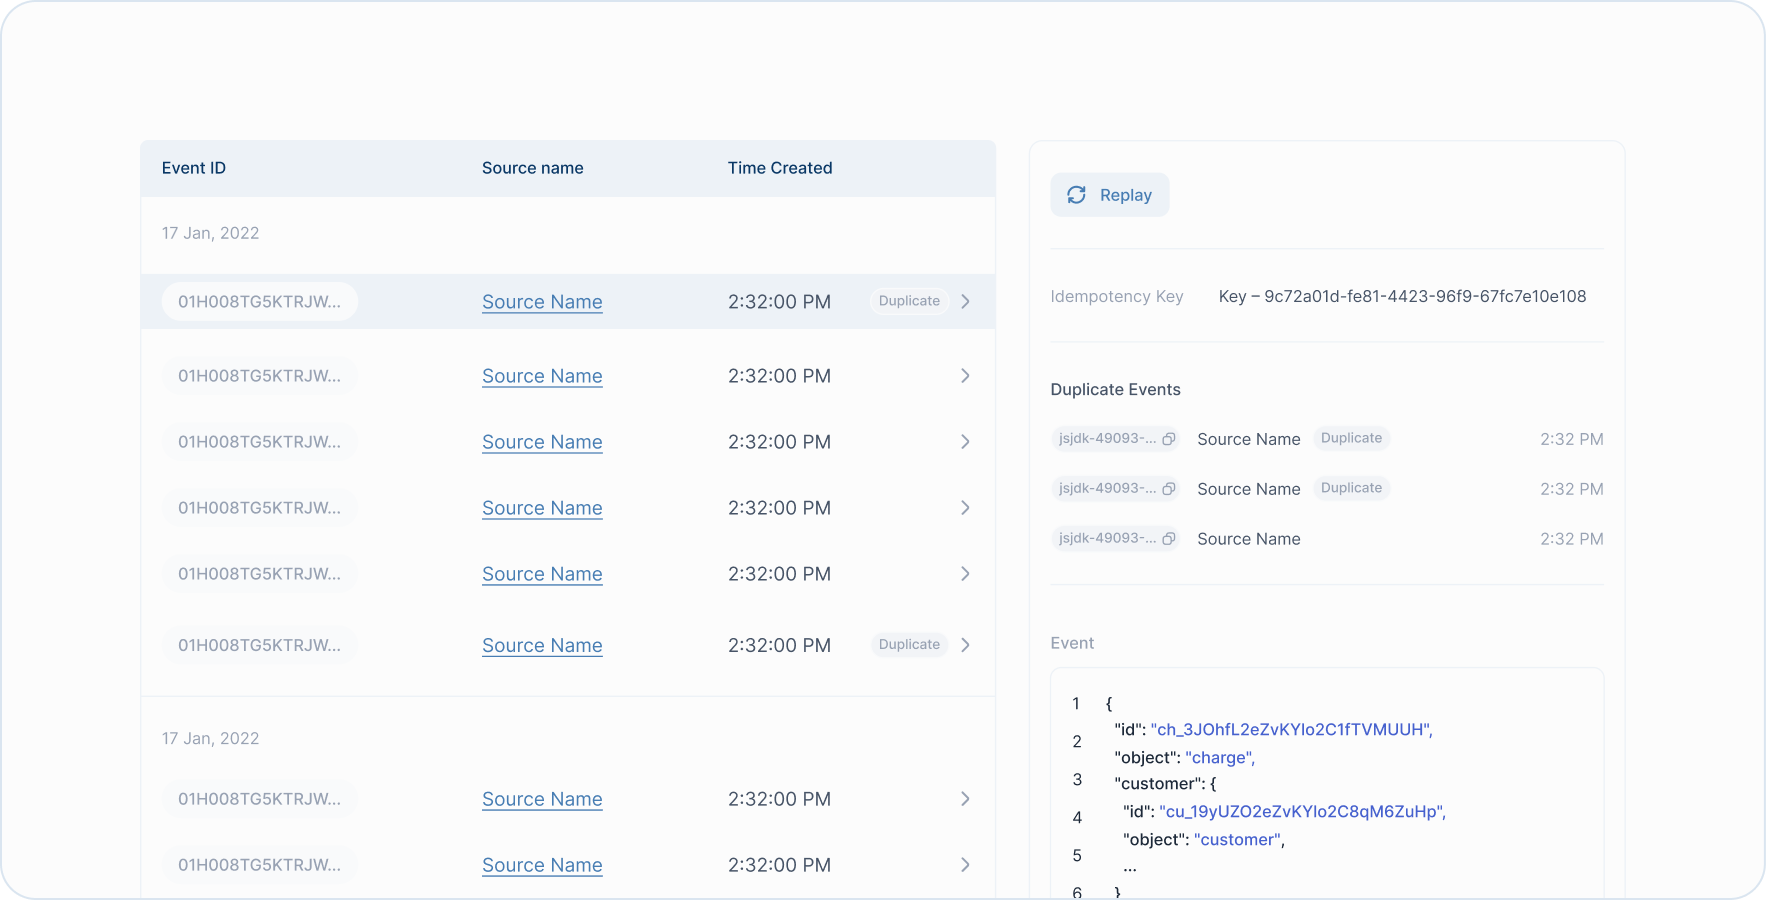 Event ID Source name Time Created
17 Jan, 2022
01H008TG5KTRJW... Source Name 2:32:00 PM Duplicate
01H008TG5KTRJW... Source Name 2:32:00 PM
01H008TG5KTRJW... Source Name 2:32:00 PM
01H008TG5KTRJW... Source Name 2:32:00 PM
01H008TG5KTRJW... Source Name 2:32:00 PM
01H008TG5KTRJW... Source Name 2:32:00 PM Duplicate
17 Jan, 2022
01H008TG5KTRJW... Source Name 2:32:00 PM
01H008TG5KTRJW... Source Name 2:32:00 PM
Replay
Idempotency Key Key – 9c72a01d-fe81-4423-96f9-67fc7e10e108
Duplicate Events
jsjdk-49093-... Source Name Duplicate 2:32 PM
jsjdk-49093-... Source Name Duplicate 2:32 PM
jsjdk-49093-... Source Name 2:32 PM
Event
1 {
"id": "ch_3JOhfL2eZvKYlo2C1fTVMUUH",
2
"object": "charge",
3 "customer": {
4 "id": "cu_19yUZO2eZvKYlo2C8qM6ZuHp",
"object": "customer",
5
...
6 }